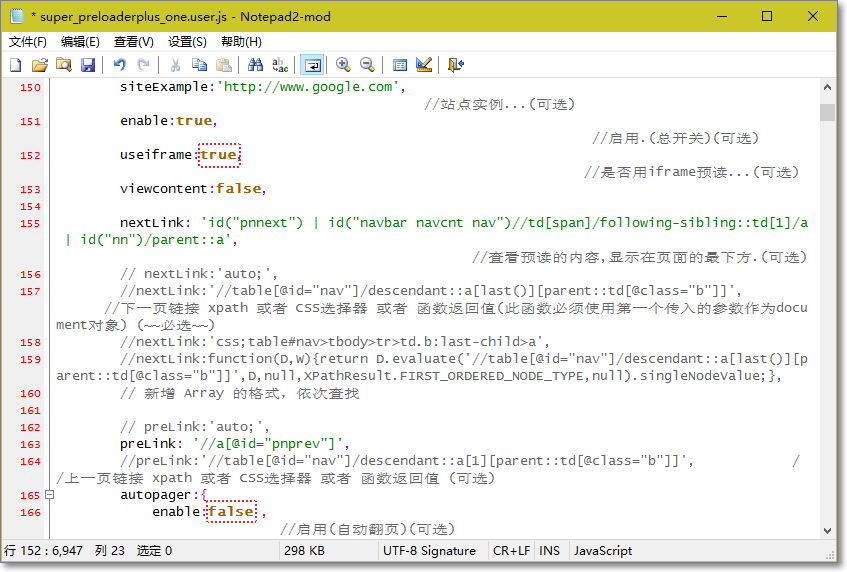 * super_preloaderplus_one.user.js - Notepad2-mod
文件(F) 编辑(E) 查看(V) 设置(S) 帮助(H)
150 siteExample:'http://www.google.com',
//站点实例...(可选)
151 enable:true,
//启用.(总开关)(可选)
152 useiframe:true,
//是否用iframe预读...(可选)
153 viewcontent:false,
154
155 nextLink: 'id("pnnext") | id("navbar navcnt nav")//td[span]/following-sibling::td[1]/a
| id("nn")/parent::a',
//查看预读的内容,显示在页面的最下方.(可选)
156 // nextLink:'auto;',
157 //nextLink:'//table[@id="nav"]/descendant::a[last()][parent::td[@class="b"]]',
//下一页链接 xpath 或者 CSS选择器 或者 函数返回值(此函数必须使用第一个传入的参数作为docu
ment对象) (~~必选~~)
158 //nextLink:'css;table#nav>tbody>tr>td.b:last-child>a',
159 //nextLink:function(D,W){return D.evaluate('//table[@id="nav"]/descendant::a[last()][p
arent::td[@class="b"]]',D,null,XPathResult.FIRST_ORDERED_NODE_TYPE,null).singleNodeValue;},
160 // 新增 Array 的格式，依次查找
161
162 // preLink:'auto;',
163 preLink: '//a[@id="pnprev"]',
164 //preLink:'//table[@id="nav"]/descendant::a[1][parent::td[@class="b"]]', /
/上一页链接 xpath 或者 CSS选择器 或者 函数返回值 (可选)
165 autopager:{
166 enable:false ,
//启用(自动翻页)(可选)
行 152 : 6,947 列 23 选定 0 298 KB UTF-8 Signature CR+LF INS JavaScript